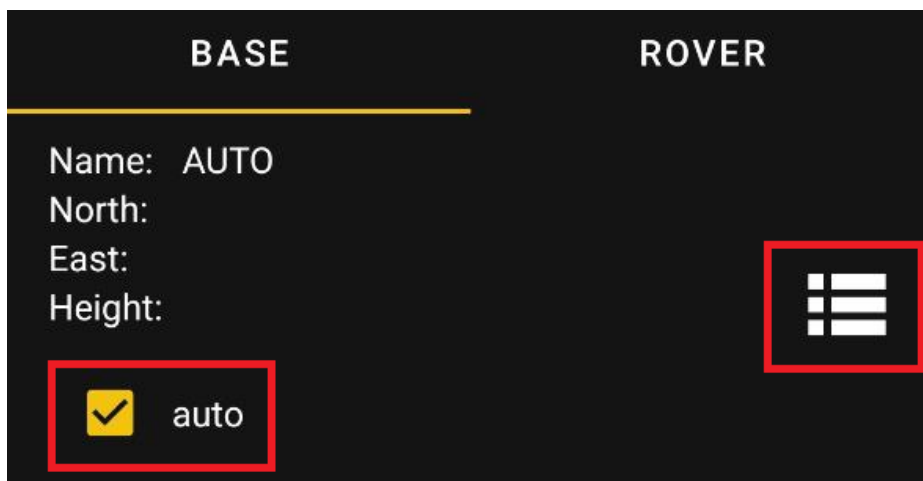 BASE ROVER
Name: AUTO
North:
East:
Height:
auto